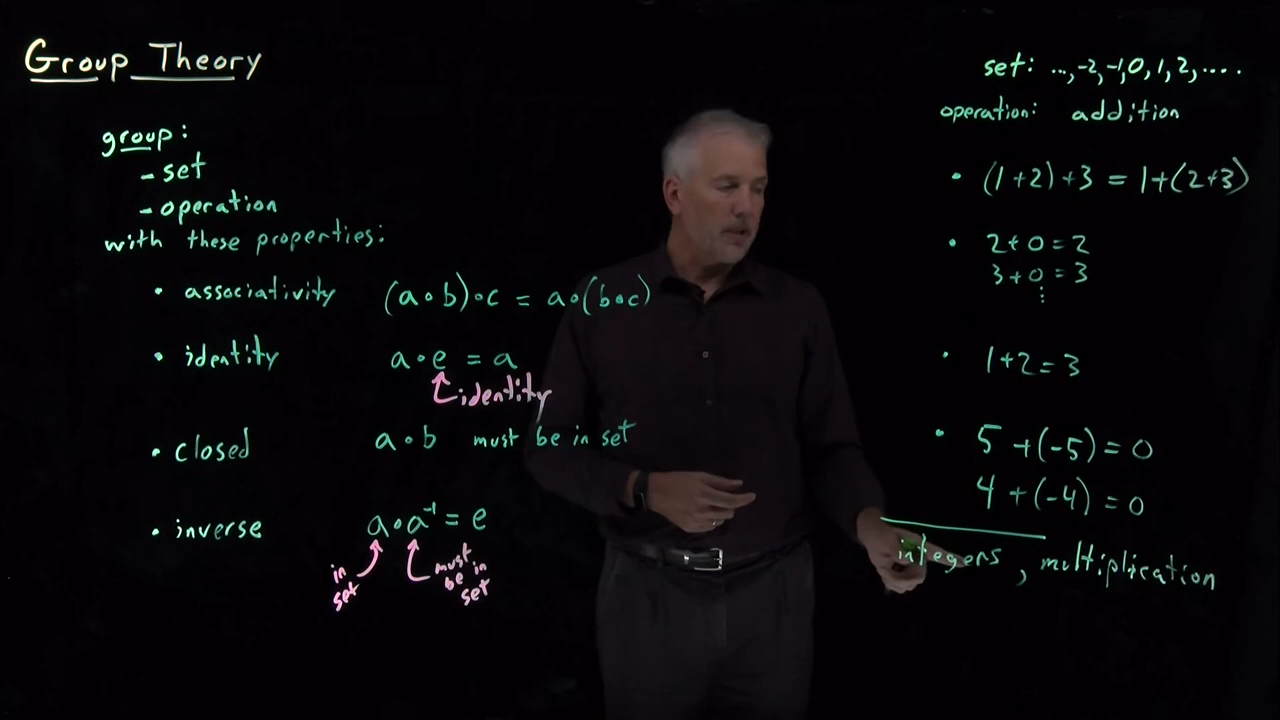 Group Theory
group:
- set
- operation
with these properties:
• associativity (a∘b)∘c = a∘(b∘c)
• identity a∘e = a
identity
• closed a∘b must be in set
• inverse a∘a⁻¹ = e
in set
must be in set
set: ..., -2, -1, 0, 1, 2, ....
operation: addition
• (1+2)+3 = 1+(2+3)
• 2+0=2
3+0=3
⋮
• 1+2=3
• 5+(-5)=0
4+(-4)=0
integers, multiplication